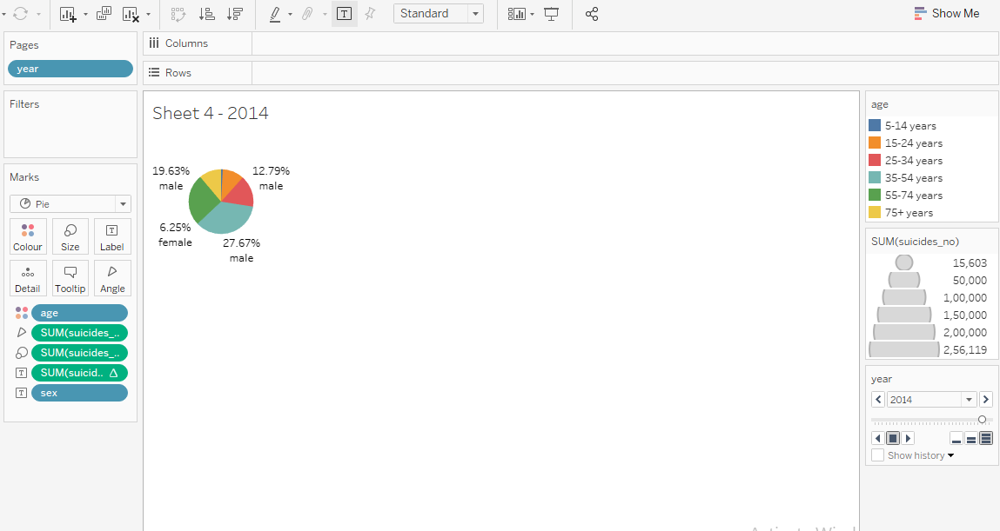 Standard
Show Me
Pages
year
Columns
Rows
Filters
Marks
Pie
Colour
Size
T
Label
Detail
Tooltip
Angle
age
SUM(suicides_..
SUM(suicides_..
SUM(suicid.. Δ
sex
Sheet 4 - 2014
19.63%
male
12.79%
male
6.25%
female
27.67%
male
age
5-14 years
15-24 years
25-34 years
35-54 years
55-74 years
75+ years
SUM(suicides_no)
15,603
50,000
1,00,000
1,50,000
2,00,000
2,56,119
year
2014
Show history